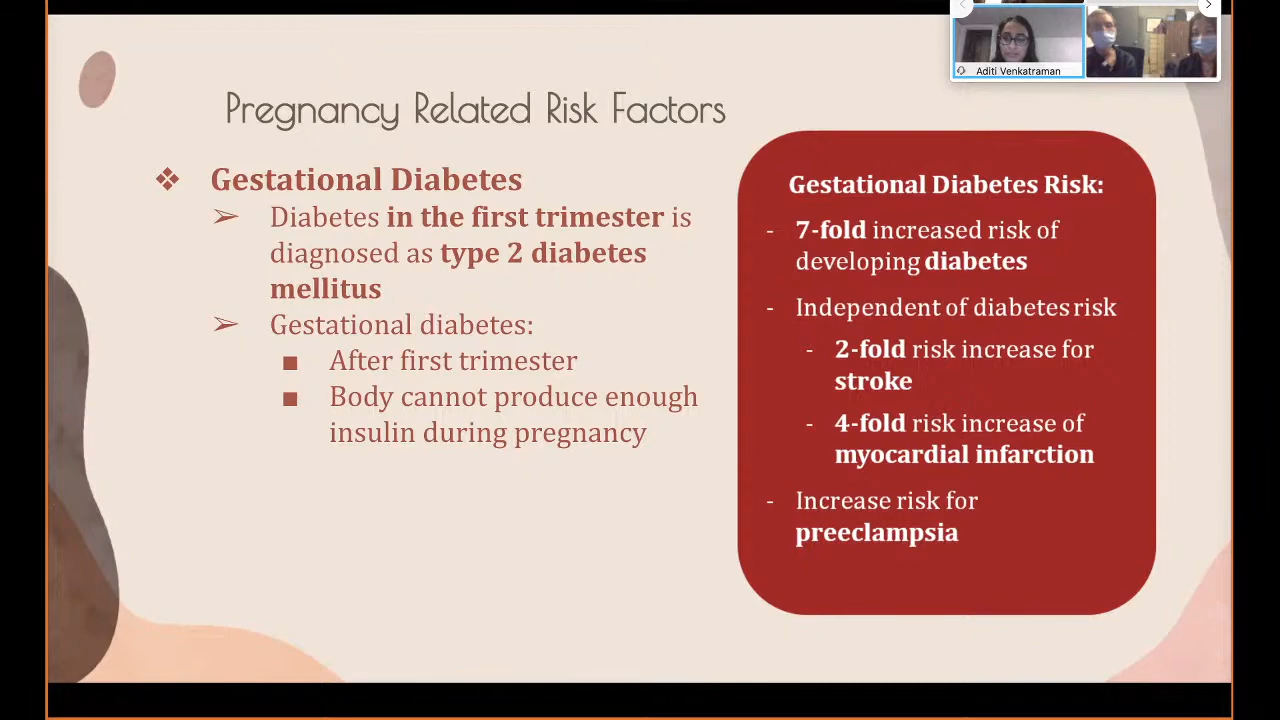 Aditi Venkatraman
Pregnancy Related Risk Factors
❖ Gestational Diabetes
➢ Diabetes in the first trimester is
diagnosed as type 2 diabetes
mellitus
➢ Gestational diabetes:
■ After first trimester
■ Body cannot produce enough
insulin during pregnancy
Gestational Diabetes Risk:
- 7-fold increased risk of
developing diabetes
- Independent of diabetes risk
- 2-fold risk increase for
stroke
- 4-fold risk increase of
myocardial infarction
- Increase risk for
preeclampsia